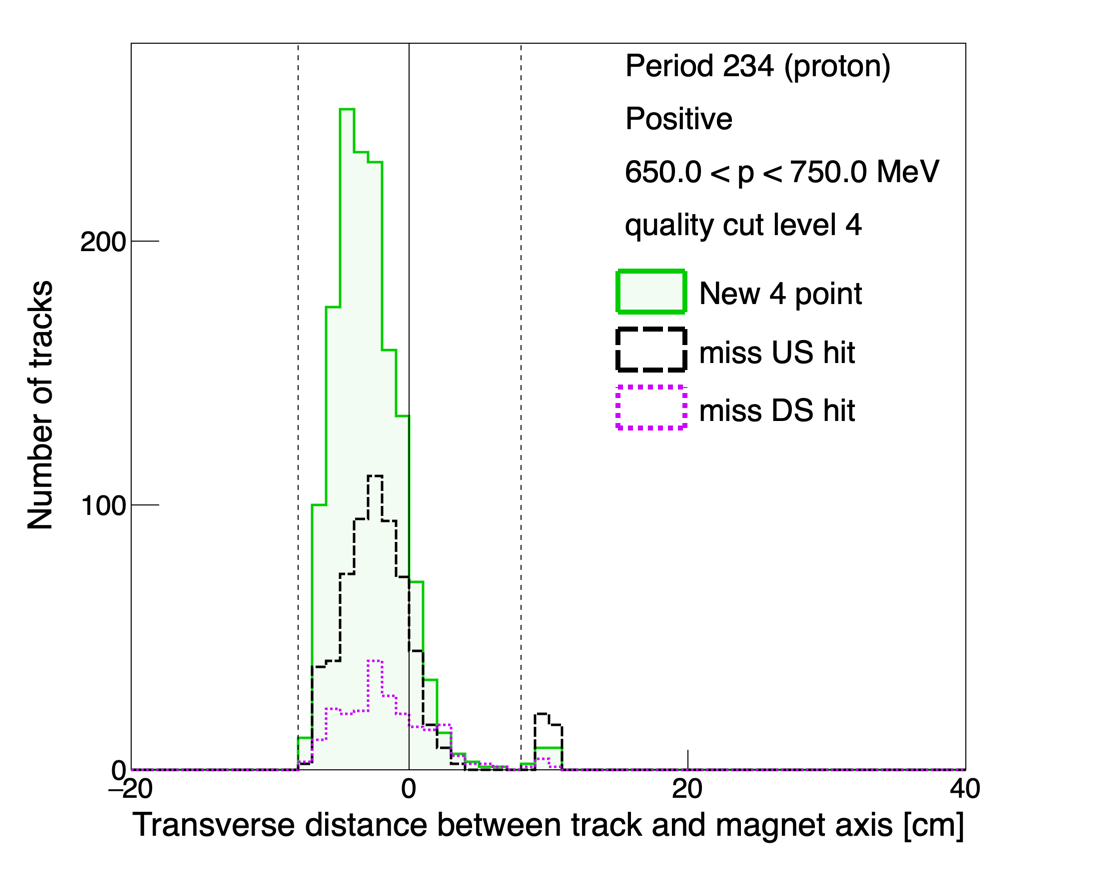 Period 234 (proton)
Positive
650.0 < p < 750.0 MeV
quality cut level 4
New 4 point
miss US hit
miss DS hit
Number of tracks
200
100
0
−20
0
20
40
Transverse distance between track and magnet axis [cm]